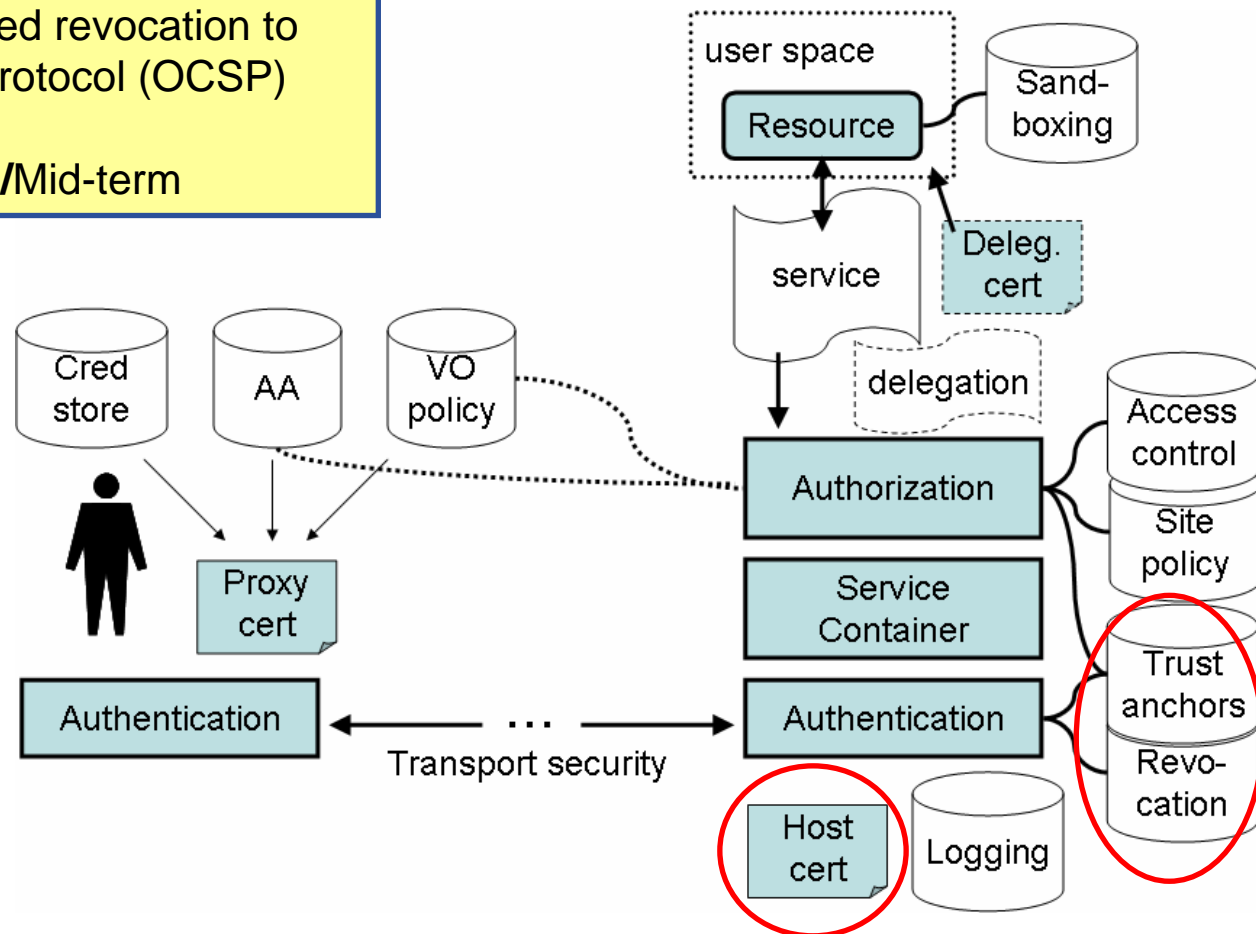 ed revocation to
rotocol (OCSP)
/Mid-term
user space
Resource
Sand-
boxing
service
Deleg.
cert
delegation
Cred
store
AA
VO
policy
Proxy
cert
Authorization
Access
control
Site
policy
Service
Container
Trust
anchors
Authentication
...
Transport security
Authentication
Revo-
cation
Host
cert
Logging